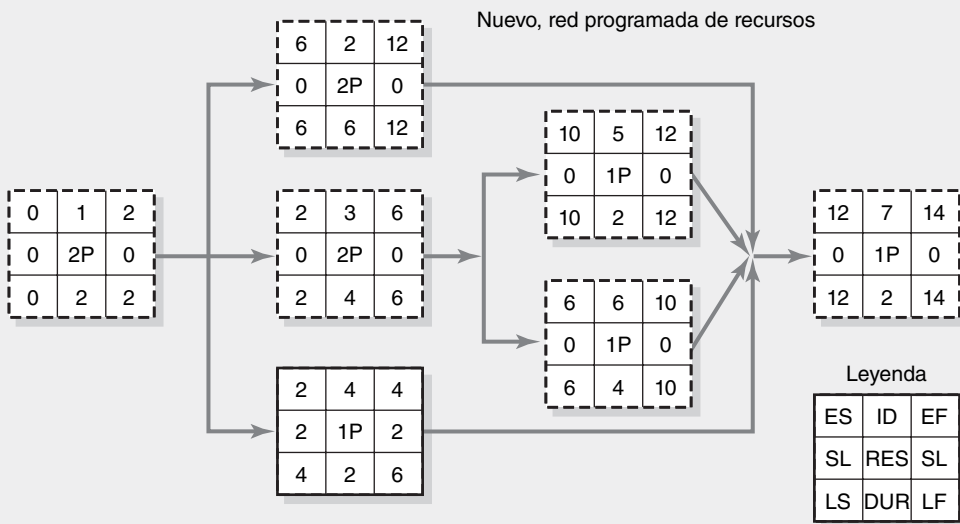 Nuevo, red programada de recursos
6 2 12
0 2P 0
6 6 12
10 5 12
0 1P 0
10 2 12
0 1 2
0 2P 0
0 2 2
2 3 6
0 2P 0
2 4 6
12 7 14
0 1P 0
12 2 14
6 6 10
0 1P 0
6 4 10
2 4 4
2 1P 2
4 2 6
Leyenda
ES ID EF
SL RES SL
LS DUR LF